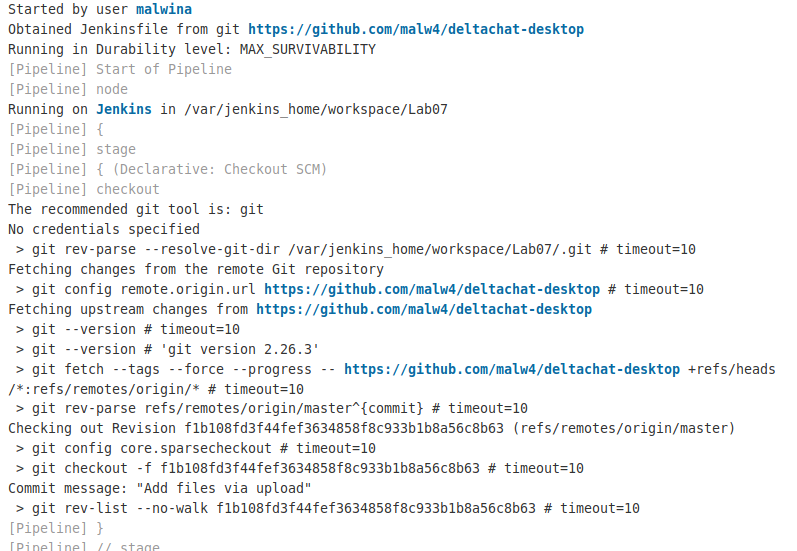 Started by user malwina
Obtained Jenkinsfile from git https://github.com/malw4/deltachat-desktop
Running in Durability level: MAX_SURVIVABILITY
[Pipeline] Start of Pipeline
[Pipeline] node
Running on Jenkins in /var/jenkins_home/workspace/Lab07
[Pipeline] {
[Pipeline] stage
[Pipeline] { (Declarative: Checkout SCM)
[Pipeline] checkout
The recommended git tool is: git
No credentials specified
 > git rev-parse --resolve-git-dir /var/jenkins_home/workspace/Lab07/.git # timeout=10
Fetching changes from the remote Git repository
 > git config remote.origin.url https://github.com/malw4/deltachat-desktop # timeout=10
Fetching upstream changes from https://github.com/malw4/deltachat-desktop
 > git --version # timeout=10
 > git --version # 'git version 2.26.3'
 > git fetch --tags --force --progress -- https://github.com/malw4/deltachat-desktop +refs/heads
/*:refs/remotes/origin/* # timeout=10
 > git rev-parse refs/remotes/origin/master^{commit} # timeout=10
Checking out Revision f1b108fd3f44fef3634858f8c933b1b8a56c8b63 (refs/remotes/origin/master)
 > git config core.sparsecheckout # timeout=10
 > git checkout -f f1b108fd3f44fef3634858f8c933b1b8a56c8b63 # timeout=10
Commit message: "Add files via upload"
 > git rev-list --no-walk f1b108fd3f44fef3634858f8c933b1b8a56c8b63 # timeout=10
[Pipeline] }
[Pipeline] // stage